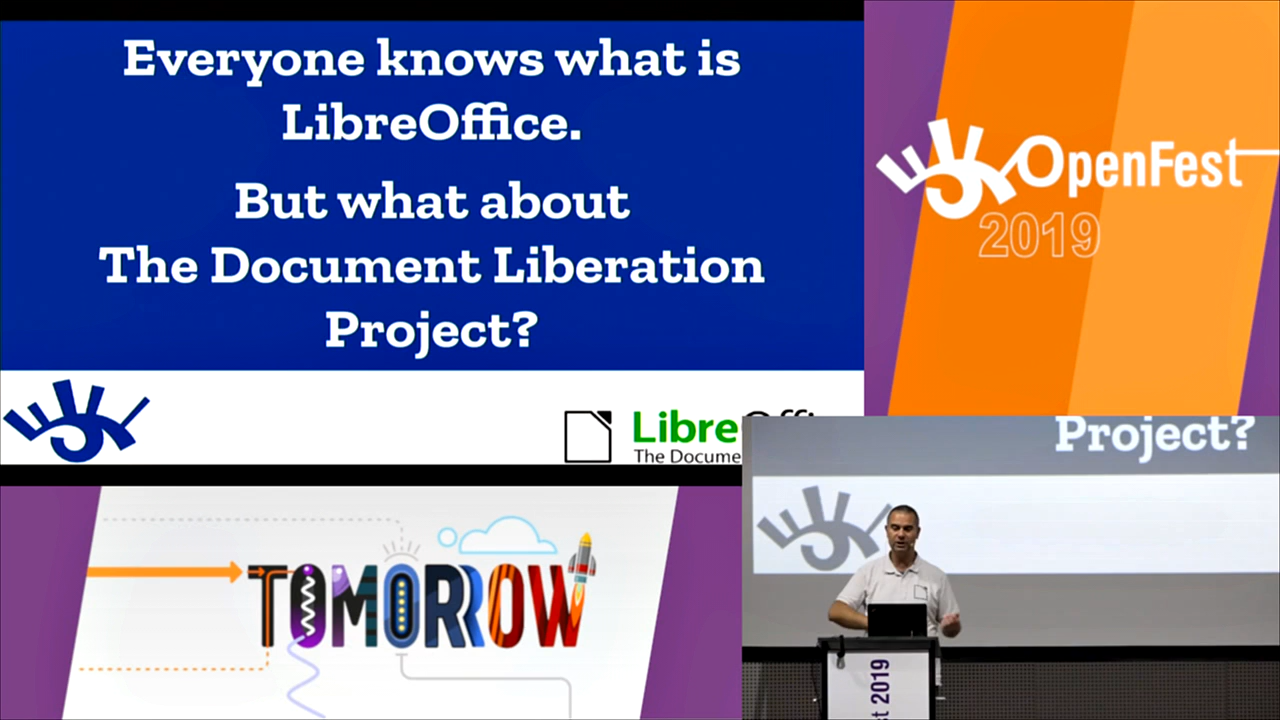 Everyone knows what is
LibreOffice.
But what about
The Document Liberation
Project?
Libre
The Docume
OpenFest
2019
TOMORROW
Project?
2019